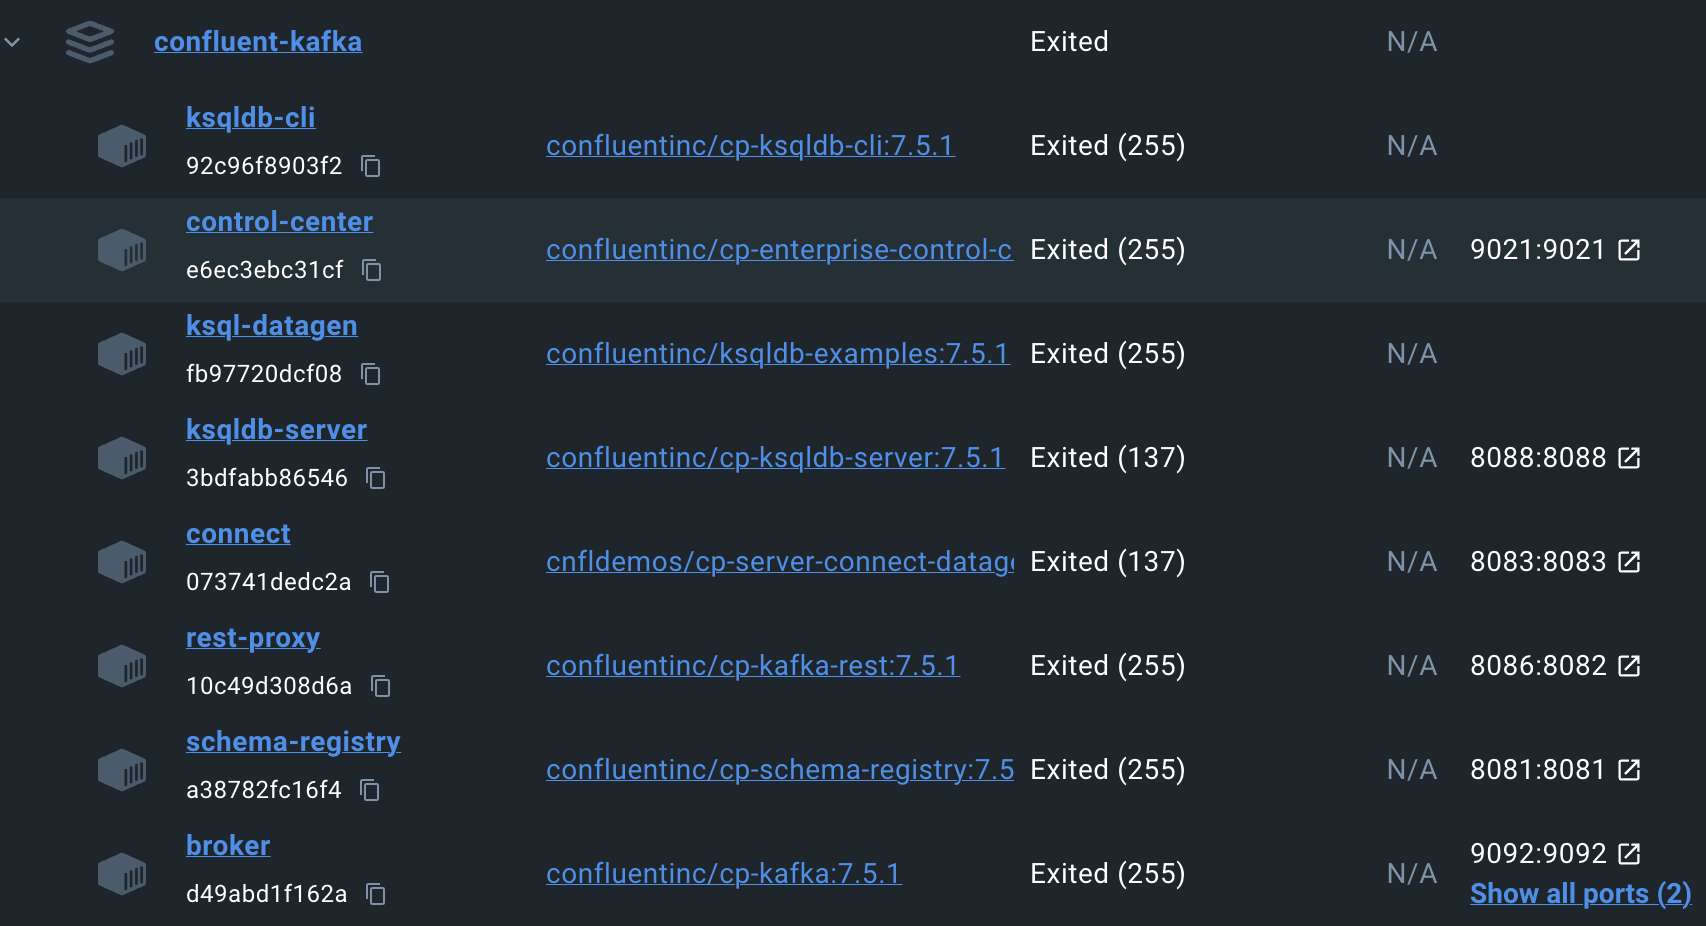 confluent-kafka Exited N/A
ksqldb-cli
92c96f8903f2
confluentinc/cp-ksqldb-cli:7.5.1 Exited (255) N/A
control-center
e6ec3ebc31cf
confluentinc/cp-enterprise-control-c Exited (255) N/A 9021:9021
ksql-datagen
fb97720dcf08
confluentinc/ksqldb-examples:7.5.1 Exited (255) N/A
ksqldb-server
3bdfabb86546
confluentinc/cp-ksqldb-server:7.5.1 Exited (137) N/A 8088:8088
connect
073741dedc2a
cnfldemos/cp-server-connect-datage Exited (137) N/A 8083:8083
rest-proxy
10c49d308d6a
confluentinc/cp-kafka-rest:7.5.1 Exited (255) N/A 8086:8082
schema-registry
a38782fc16f4
confluentinc/cp-schema-registry:7.5 Exited (255) N/A 8081:8081
broker
d49abd1f162a
confluentinc/cp-kafka:7.5.1 Exited (255) N/A 9092:9092
Show all ports (2)